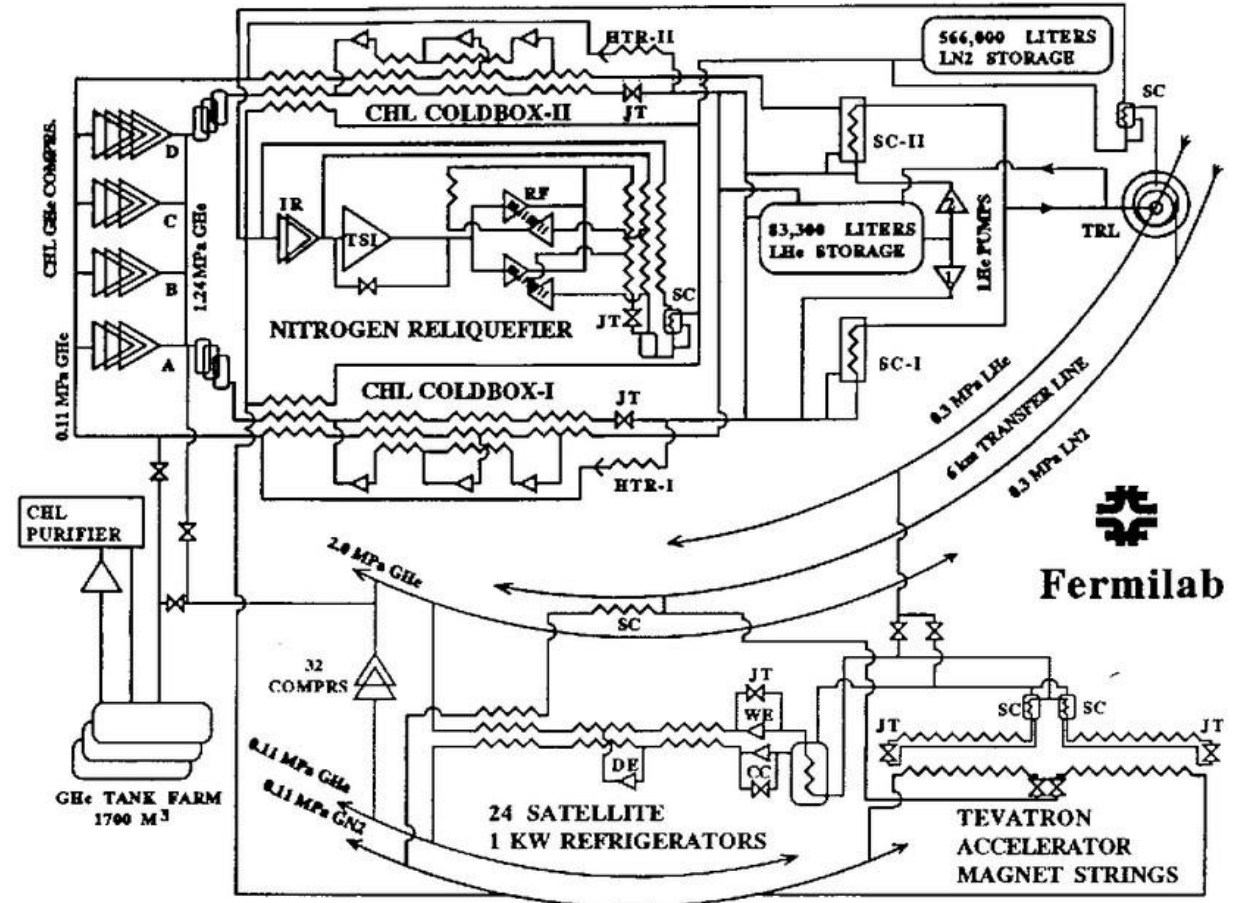 HTR-II
566,000 LITERS
LN2 STORAGE
SC
CHL COLDBOX-II
JT
CHL GHe COMPRS.
D
C
B
A
1.24 MPa GHe
0.11 MPa GHe
IR
TSI
RF
SC
JT
NITROGEN RELIQUEFIER
SC-II
83,300 LITERS
LHe STORAGE
2
1
LHe PUMPS
TRL
SC-I
CHL COLDBOX-I
JT
HTR-I
0.3 MPa LHe
6 km TRANSFER LINE
0.3 MPa LN2
CHL
PURIFIER
2.0 MPa GHe
Fermilab
SC
32
COMPRS
JT
WE
DE
CC
SC
SC
JT
JT
0.11 MPa GHe
0.11 MPa GN2
GHe TANK FARM
1700 M3
24 SATELLITE
1 KW REFRIGERATORS
TEVATRON
ACCELERATOR
MAGNET STRINGS